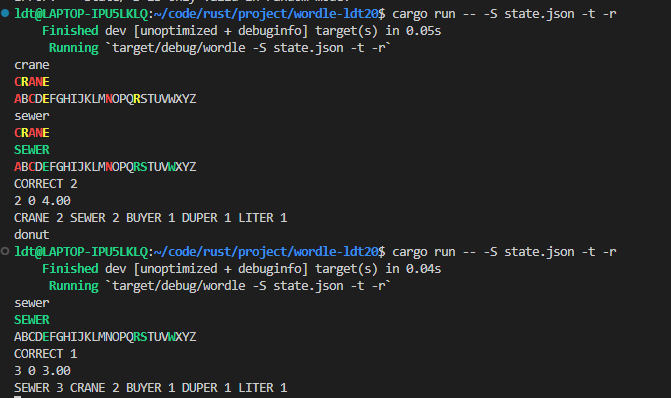 ldt@LAPTOP-IPU5LKLQ:~/code/rust/project/wordle-ldt20$ cargo run -- -S state.json -t -r
Finished dev [unoptimized + debuginfo] target(s) in 0.05s
Running `target/debug/wordle -S state.json -t -r`
crane
CRANE
ABCDEFGHIJKLMNOPQRSTUVWXYZ
sewer
CRANE
SEWER
ABCDEFGHIJKLMNOPQRSTUVWXYZ
CORRECT 2
2 0 4.00
CRANE 2 SEWER 2 BUYER 1 DUPER 1 LITER 1
donut
ldt@LAPTOP-IPU5LKLQ:~/code/rust/project/wordle-ldt20$ cargo run -- -S state.json -t -r
Finished dev [unoptimized + debuginfo] target(s) in 0.04s
Running `target/debug/wordle -S state.json -t -r`
sewer
SEWER
ABCDEFGHIJKLMNOPQRSTUVWXYZ
CORRECT 1
3 0 3.00
SEWER 3 CRANE 2 BUYER 1 DUPER 1 LITER 1